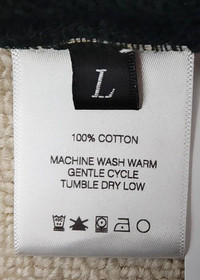 L
100% COTTON
MACHINE WASH WARM
GENTLE CYCLE
TUMBLE DRY LOW